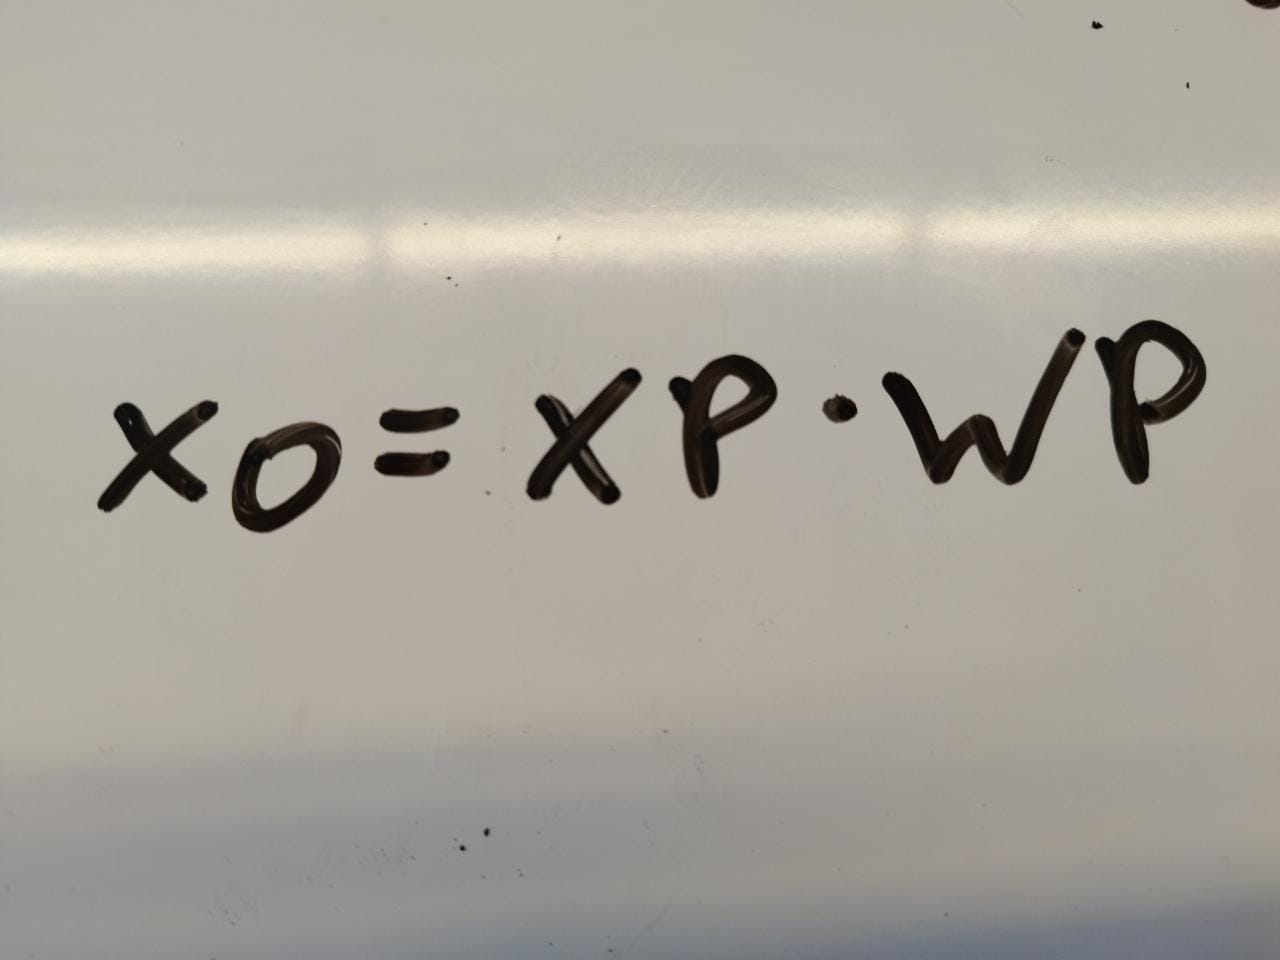 XO = XP · WP